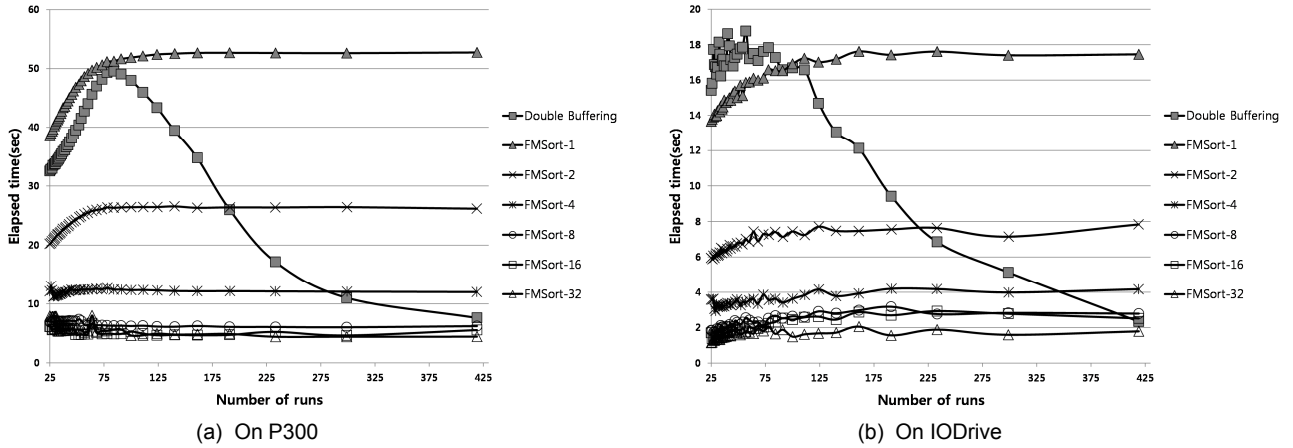 60
50
40
30
20
10
0
Elapsed time(sec)
25 75 125 175 225 275 325 375 425
Number of runs
Double Buffering
FMSort-1
FMSort-2
FMSort-4
FMSort-8
FMSort-16
FMSort-32
(a) On P300
20
18
16
14
12
10
8
6
4
2
0
Elapsed time(sec)
25 75 125 175 225 275 325 375 425
Number of runs
Double Buffering
FMSort-1
FMSort-2
FMSort-4
FMSort-8
FMSort-16
FMSort-32
(b) On IODrive